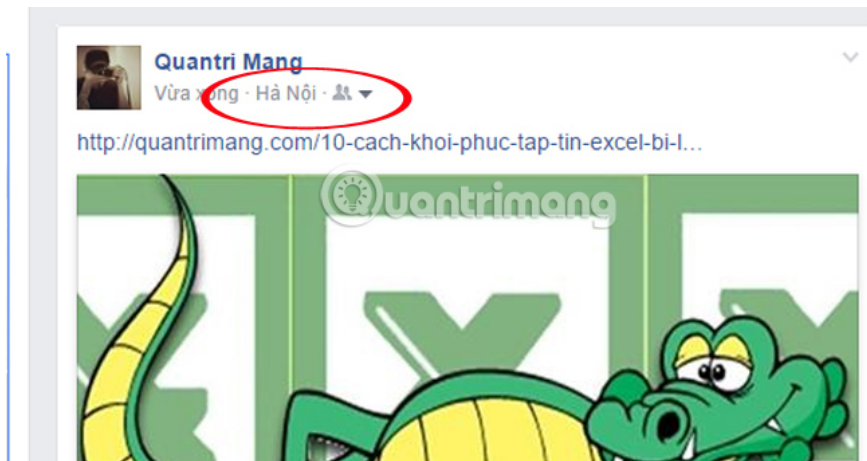 Quantri Mang
Vừa xong · Hà Nội ·
http://quantrimang.com/10-cach-khoi-phuc-tap-tin-excel-bi-l...
Quantrimang